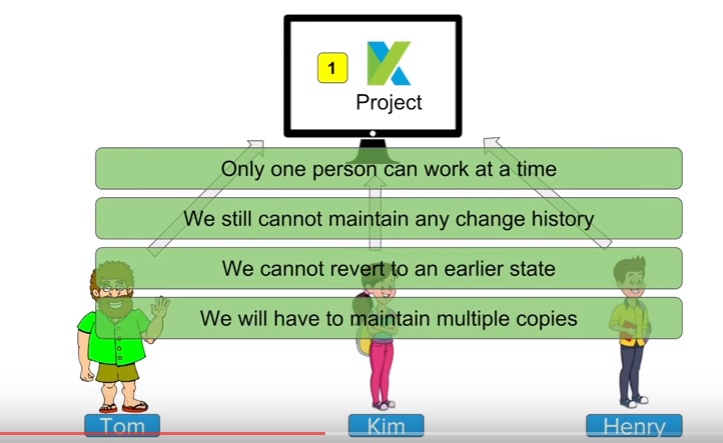 1
Project
Only one person can work at a time
We still cannot maintain any change history
We cannot revert to an earlier state
We will have to maintain multiple copies
Tom
Kim
Henry